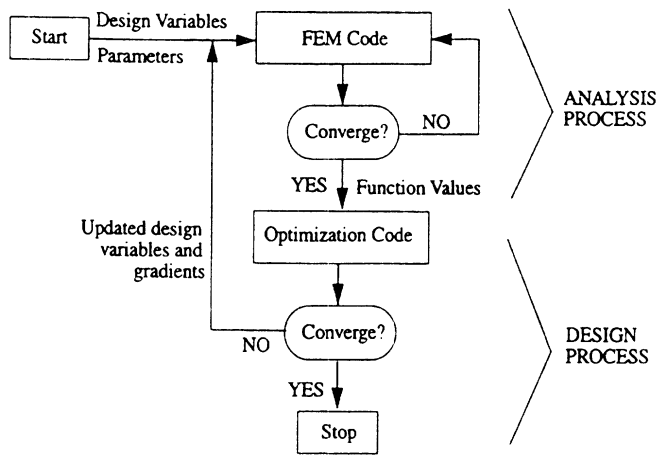 Start
Design Variables
Parameters
FEM Code
Converge?
NO
YES
Function Values
ANALYSIS
PROCESS
Updated design
variables and
gradients
Optimization Code
Converge?
NO
YES
Stop
DESIGN
PROCESS